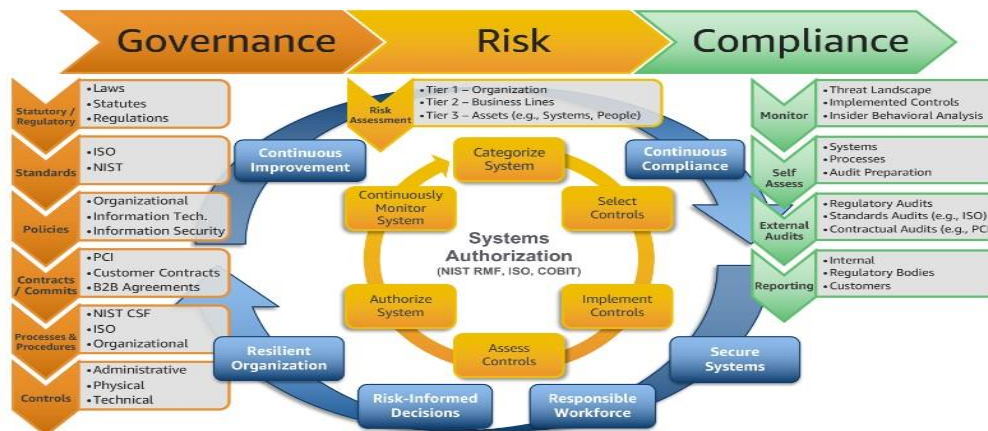 Governance
Risk
Compliance
Statutory /
Regulatory
•Laws
•Statutes
•Regulations
Standards
•ISO
•NIST
Policies
•Organizational
•Information Tech.
•Information Security
Contracts
/ Commits
•PCI
•Customer Contracts
•B2B Agreements
Processes &
Procedures
•NIST CSF
•ISO
•Organizational
Controls
•Administrative
•Physical
•Technical
Risk
Assessment
•Tier 1 – Organization
•Tier 2 – Business Lines
•Tier 3 – Assets (e.g., Systems, People)
Continuous
Improvement
Continuous
Compliance
Categorize
System
Select
Controls
Implement
Controls
Assess
Controls
Authorize
System
Continuously
Monitor
System
Systems
Authorization
(NIST RMF, ISO, COBIT)
Secure
Systems
Responsible
Workforce
Risk-Informed
Decisions
Resilient
Organization
Monitor
•Threat Landscape
•Implemented Controls
•Insider Behavioral Analysis
Self
Assess
•Systems
•Processes
•Audit Preparation
External
Audits
•Regulatory Audits
•Standards Audits (e.g., ISO)
•Contractual Audits (e.g., PCI
Reporting
•Internal
•Regulatory Bodies
•Customers